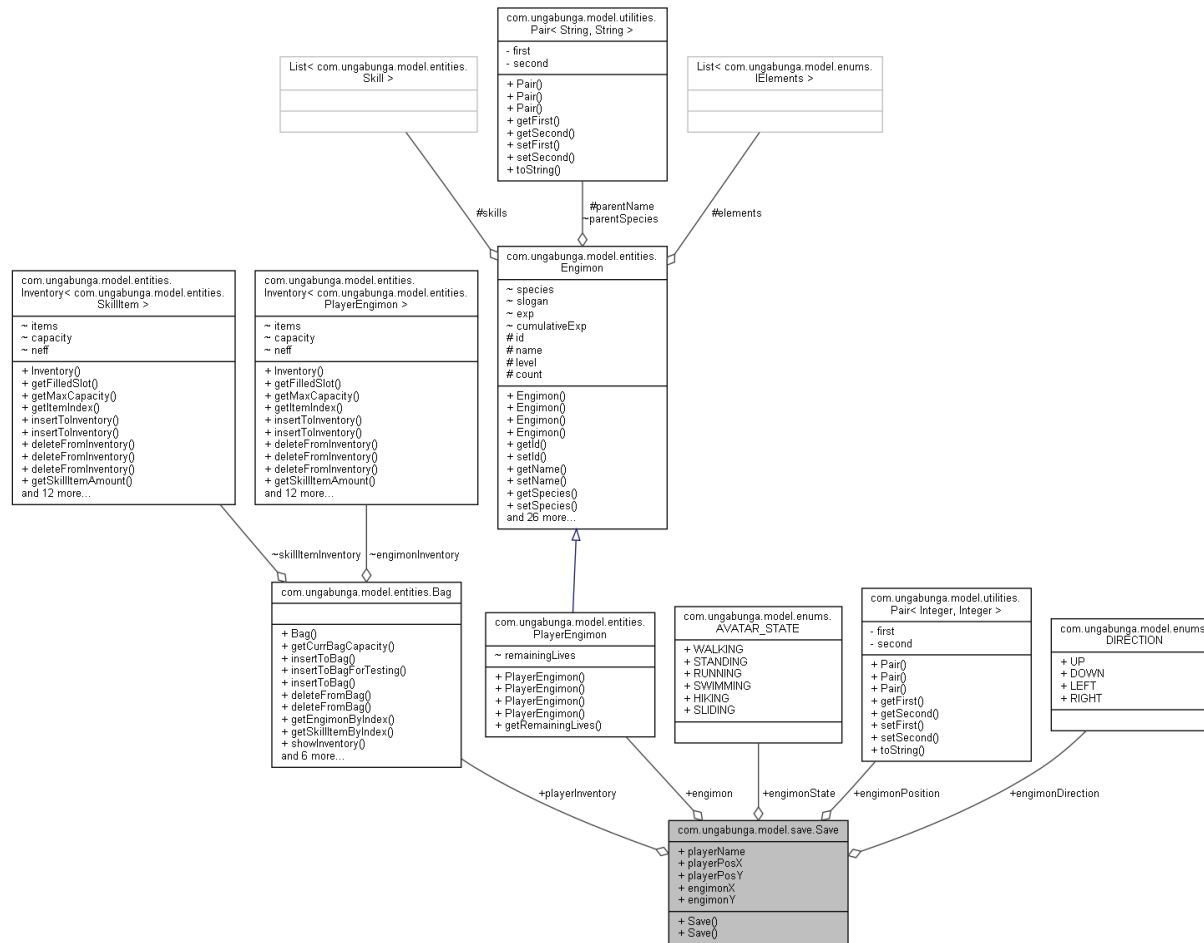 com.ungabunga.model.utilities.
Pair< String, String >
- first
- second
+ Pair()
+ Pair()
+ Pair()
+ getFirst()
+ getSecond()
+ setFirst()
+ setSecond()
+ toString()
List< com.ungabunga.model.entities.
Skill >
List< com.ungabunga.model.enums.
IElements >
#skills
#parentName
~parentSpecies
#elements
com.ungabunga.model.entities.
Engimon
~ species
~ slogan
~ exp
~ cumulativeExp
# id
# name
# level
# count
+ Engimon()
+ Engimon()
+ Engimon()
+ Engimon()
+ getId()
+ setId()
+ getName()
+ setName()
+ getSpecies()
+ setSpecies()
and 26 more...
com.ungabunga.model.entities.
Inventory< com.ungabunga.model.entities.
SkillItem >
~ items
~ capacity
~ neff
+ Inventory()
+ getFilledSlot()
+ getMaxCapacity()
+ getItemIndex()
+ insertToInventory()
+ insertToInventory()
+ deleteFromInventory()
+ deleteFromInventory()
+ deleteFromInventory()
+ getSkillItemAmount()
and 12 more...
com.ungabunga.model.entities.
Inventory< com.ungabunga.model.entities.
PlayerEngimon >
~ items
~ capacity
~ neff
+ Inventory()
+ getFilledSlot()
+ getMaxCapacity()
+ getItemIndex()
+ insertToInventory()
+ insertToInventory()
+ deleteFromInventory()
+ deleteFromInventory()
+ deleteFromInventory()
+ getSkillItemAmount()
and 12 more...
~skillItemInventory
~engimonInventory
com.ungabunga.model.entities.Bag
+ Bag()
+ getCurrBagCapacity()
+ insertToBag()
+ insertToBagForTesting()
+ insertToBag()
+ deleteFromBag()
+ deleteFromBag()
+ getEngimonByIndex()
+ getSkillItemByIndex()
+ showInventory()
and 6 more...
com.ungabunga.model.entities.
PlayerEngimon
~ remainingLives
+ PlayerEngimon()
+ PlayerEngimon()
+ PlayerEngimon()
+ PlayerEngimon()
+ getRemainingLives()
com.ungabunga.model.enums.
AVATAR_STATE
+ WALKING
+ STANDING
+ RUNNING
+ SWIMMING
+ HIKING
+ SLIDING
com.ungabunga.model.utilities.
Pair< Integer, Integer >
- first
- second
+ Pair()
+ Pair()
+ Pair()
+ getFirst()
+ getSecond()
+ setFirst()
+ setSecond()
+ toString()
com.ungabunga.model.enums.
DIRECTION
+ UP
+ DOWN
+ LEFT
+ RIGHT
+playerInventory
+engimon
+engimonState
+engimonPosition
+engimonDirection
com.ungabunga.model.save.Save
+ playerName
+ playerPosX
+ playerPosY
+ engimonX
+ engimonY
+ Save()
+ Save()